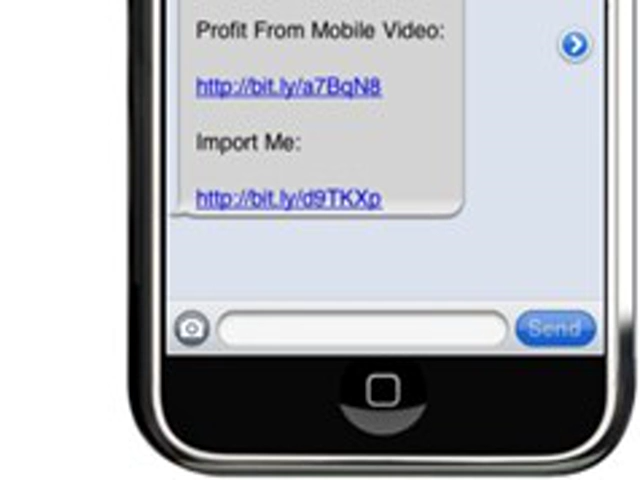 Profit From Mobile Video:
http://bit.ly/a7BqN8
Import Me:
http://bit.ly/d9TKXp
Send